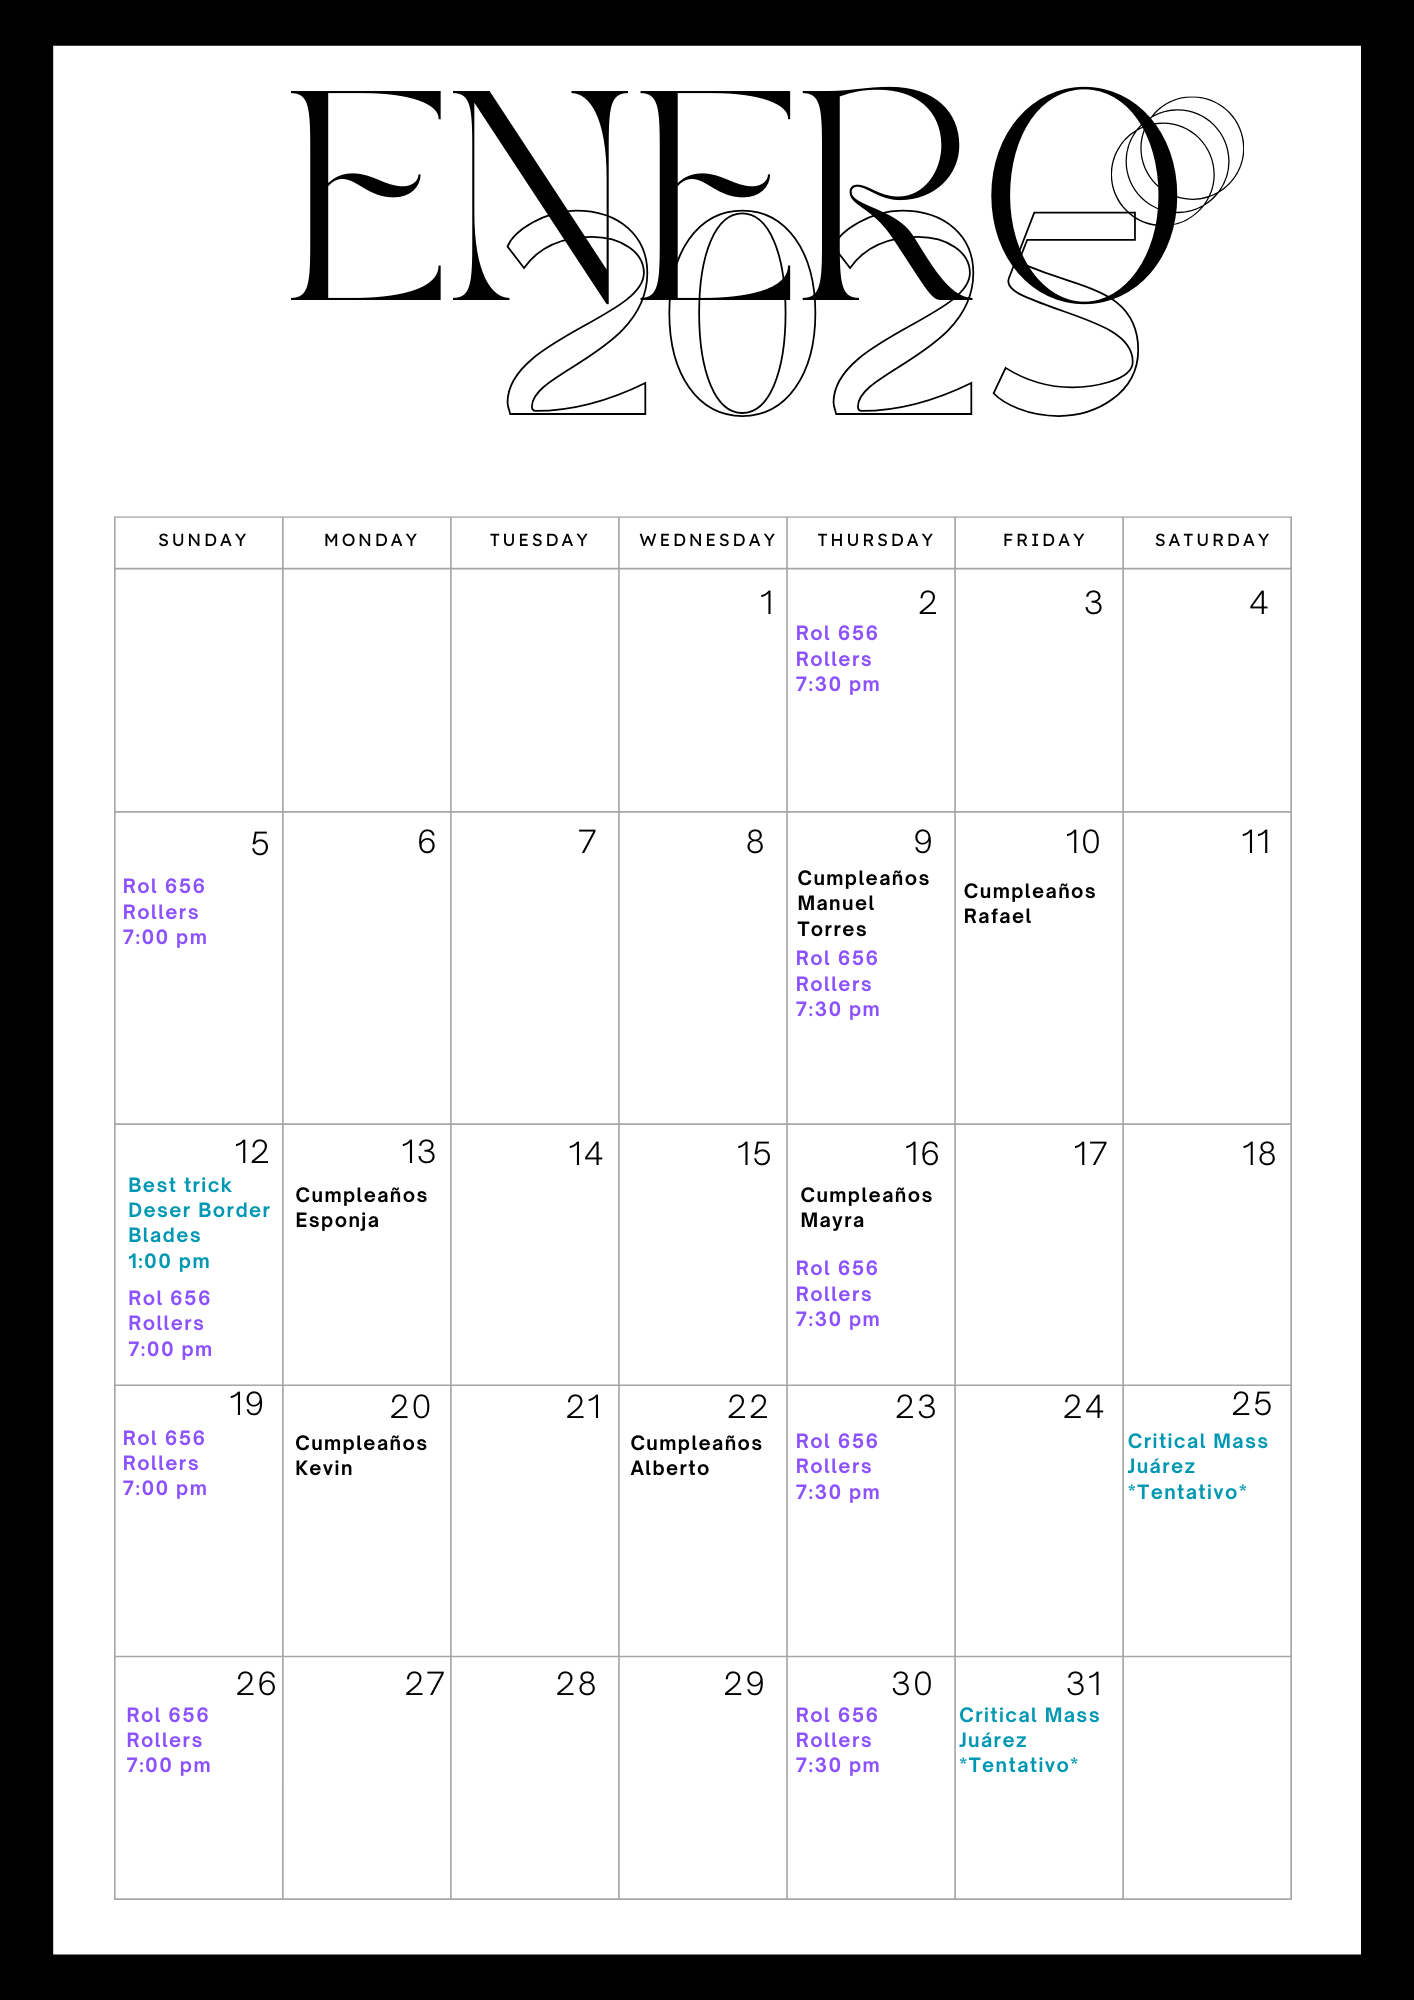 ENERO
2025
SUNDAY
MONDAY
TUESDAY
WEDNESDAY
THURSDAY
FRIDAY
SATURDAY
1
2
Rol 656
Rollers
7:30 pm
3
4
5
Rol 656
Rollers
7:00 pm
6
7
8
9
Cumpleaños
Manuel
Torres
Rol 656
Rollers
7:30 pm
10
Cumpleaños
Rafael
11
12
Best trick
Deser Border
Blades
1:00 pm
Rol 656
Rollers
7:00 pm
13
Cumpleaños
Esponja
14
15
16
Cumpleaños
Mayra
Rol 656
Rollers
7:30 pm
17
18
19
Rol 656
Rollers
7:00 pm
20
Cumpleaños
Kevin
21
22
Cumpleaños
Alberto
23
Rol 656
Rollers
7:30 pm
24
25
Critical Mass
Juárez
*Tentativo*
26
Rol 656
Rollers
7:00 pm
27
28
29
30
Rol 656
Rollers
7:30 pm
31
Critical Mass
Juárez
*Tentativo*